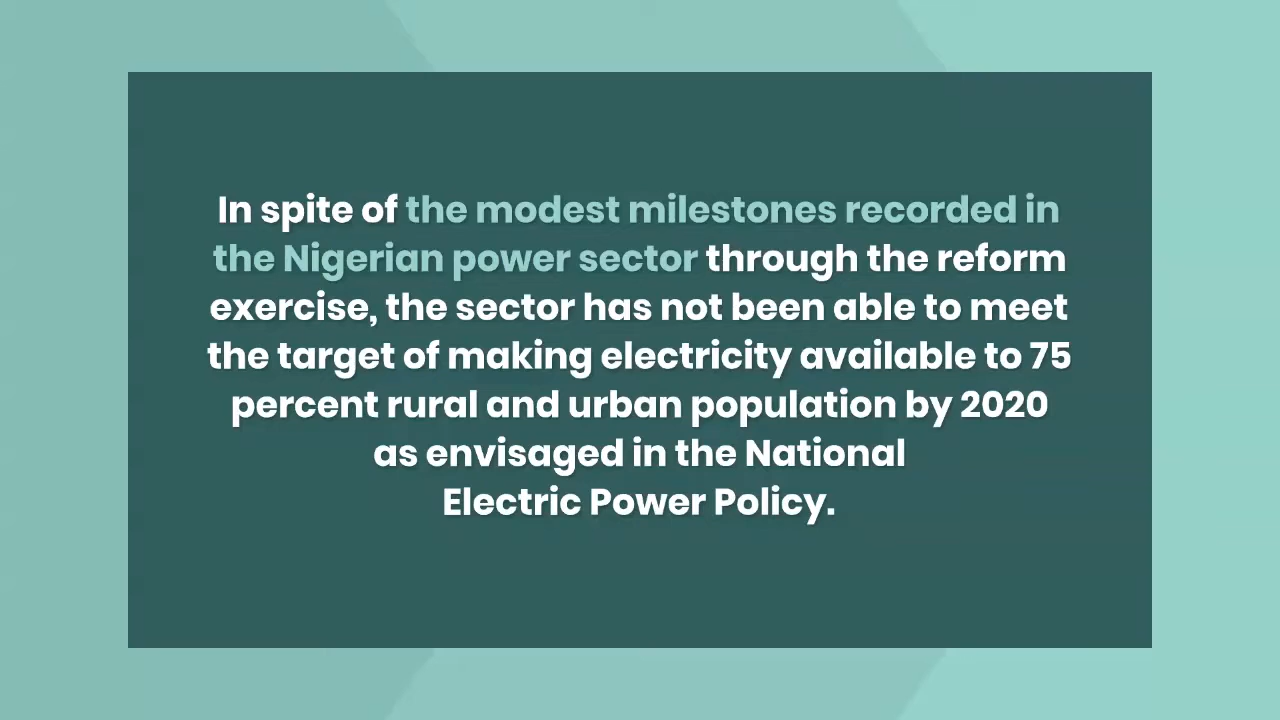 In spite of the modest milestones recorded in
the Nigerian power sector through the reform
exercise, the sector has not been able to meet
the target of making electricity available to 75
percent rural and urban population by 2020
as envisaged in the National
Electric Power Policy.